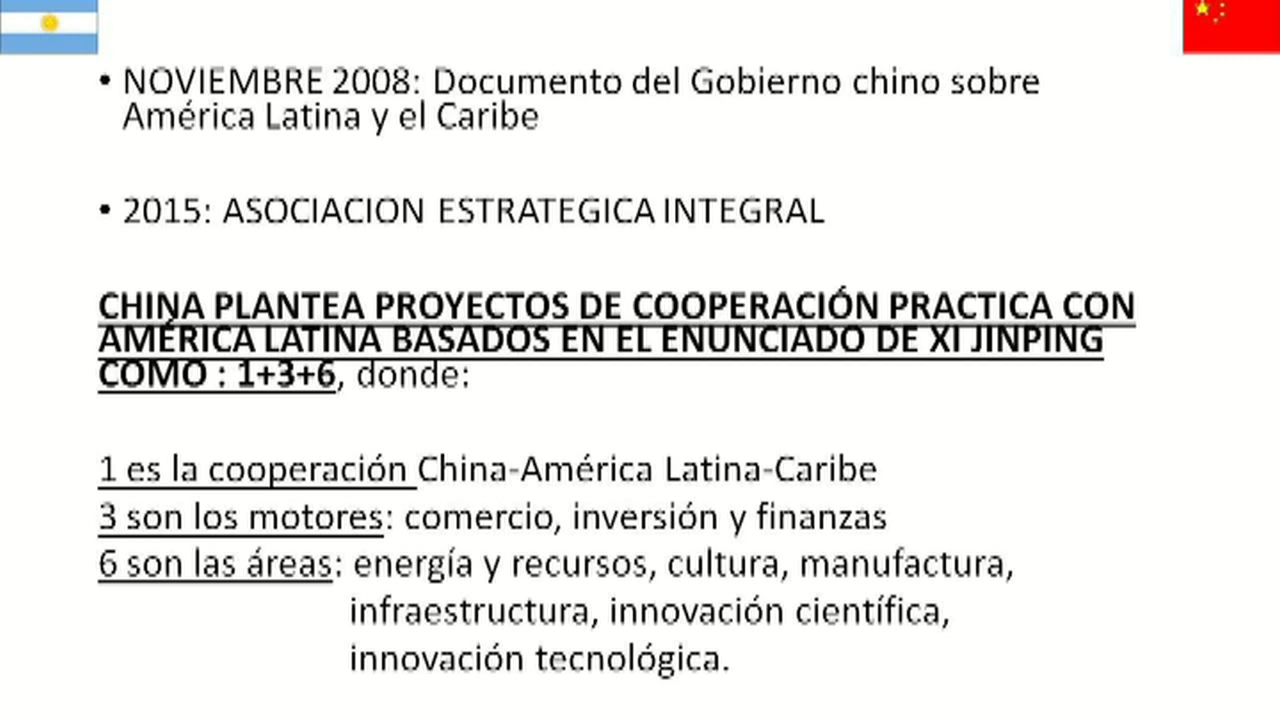 • NOVIEMBRE 2008: Documento del Gobierno chino sobre
América Latina y el Caribe
• 2015: ASOCIACION ESTRATEGICA INTEGRAL
CHINA PLANTEA PROYECTOS DE COOPERACIÓN PRACTICA CON
AMÉRICA LATINA BASADOS EN EL ENUNCIADO DE XI JINPING
COMO : 1+3+6, donde:
1 es la cooperación China-América Latina-Caribe
3 son los motores: comercio, inversión y finanzas
6 son las áreas: energía y recursos, cultura, manufactura,
infraestructura, innovación científica,
innovación tecnológica.